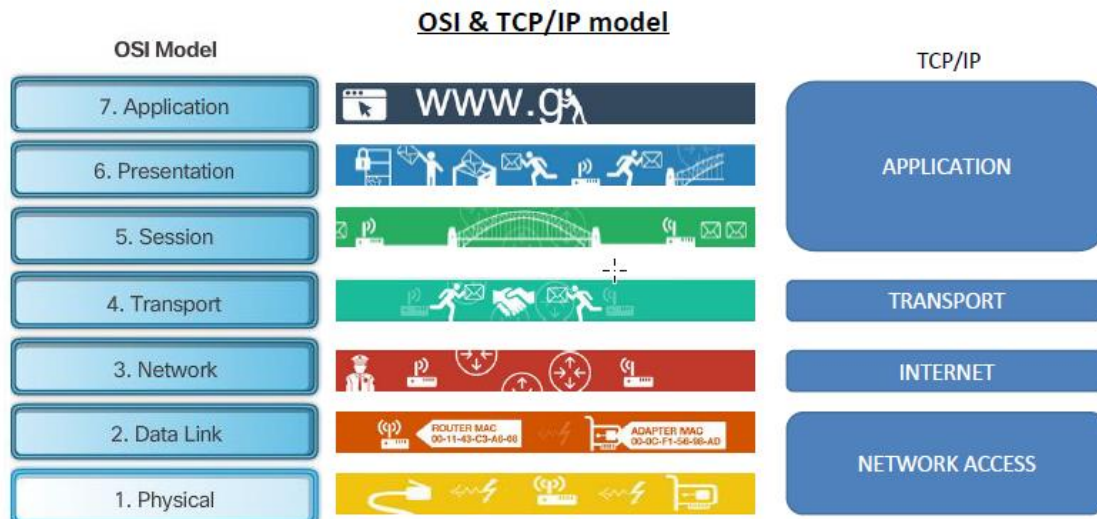 OSI & TCP/IP model
OSI Model
TCP/IP
7. Application
www.g
6. Presentation
APPLICATION
5. Session
4. Transport
TRANSPORT
3. Network
INTERNET
2. Data Link
ROUTER MAC
00-11-43-C3-A6-60
ADAPTER MAC
00-0C-F1-56-98-AD
NETWORK ACCESS
1. Physical